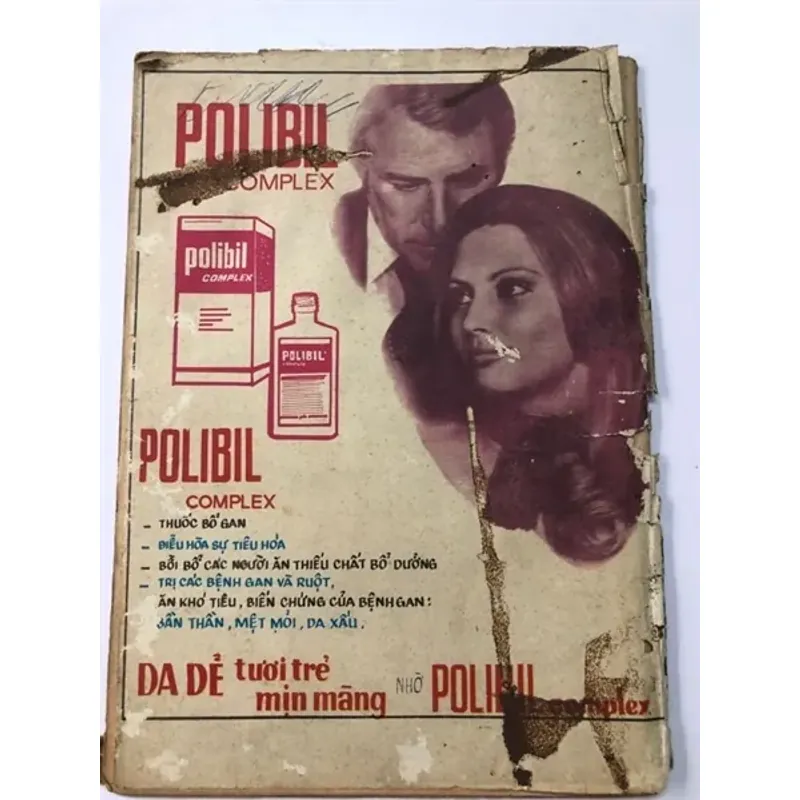 POLIBIL
COMPLEX
polibil
COMPLEX
POLIBIL
POLIBIL
COMPLEX
- THUỐC BỔ GAN
- ĐIỀU HÒA SỰ TIÊU HÓA
- BỒI BỔ CÁC NGƯỜI ĂN THIẾU CHẤT BỔ DƯỠNG
- TRỊ CÁC BỆNH GAN VÃ RUỘT,
ĂN KHÓ TIÊU, BIẾN CHỨNG CỦA BỆNH GAN:
BẦN THẦN, MỆT MỎI, DA XẤU.
DA DẺ tươi trẻ
mịn màng NHỜ POLIBIL complex